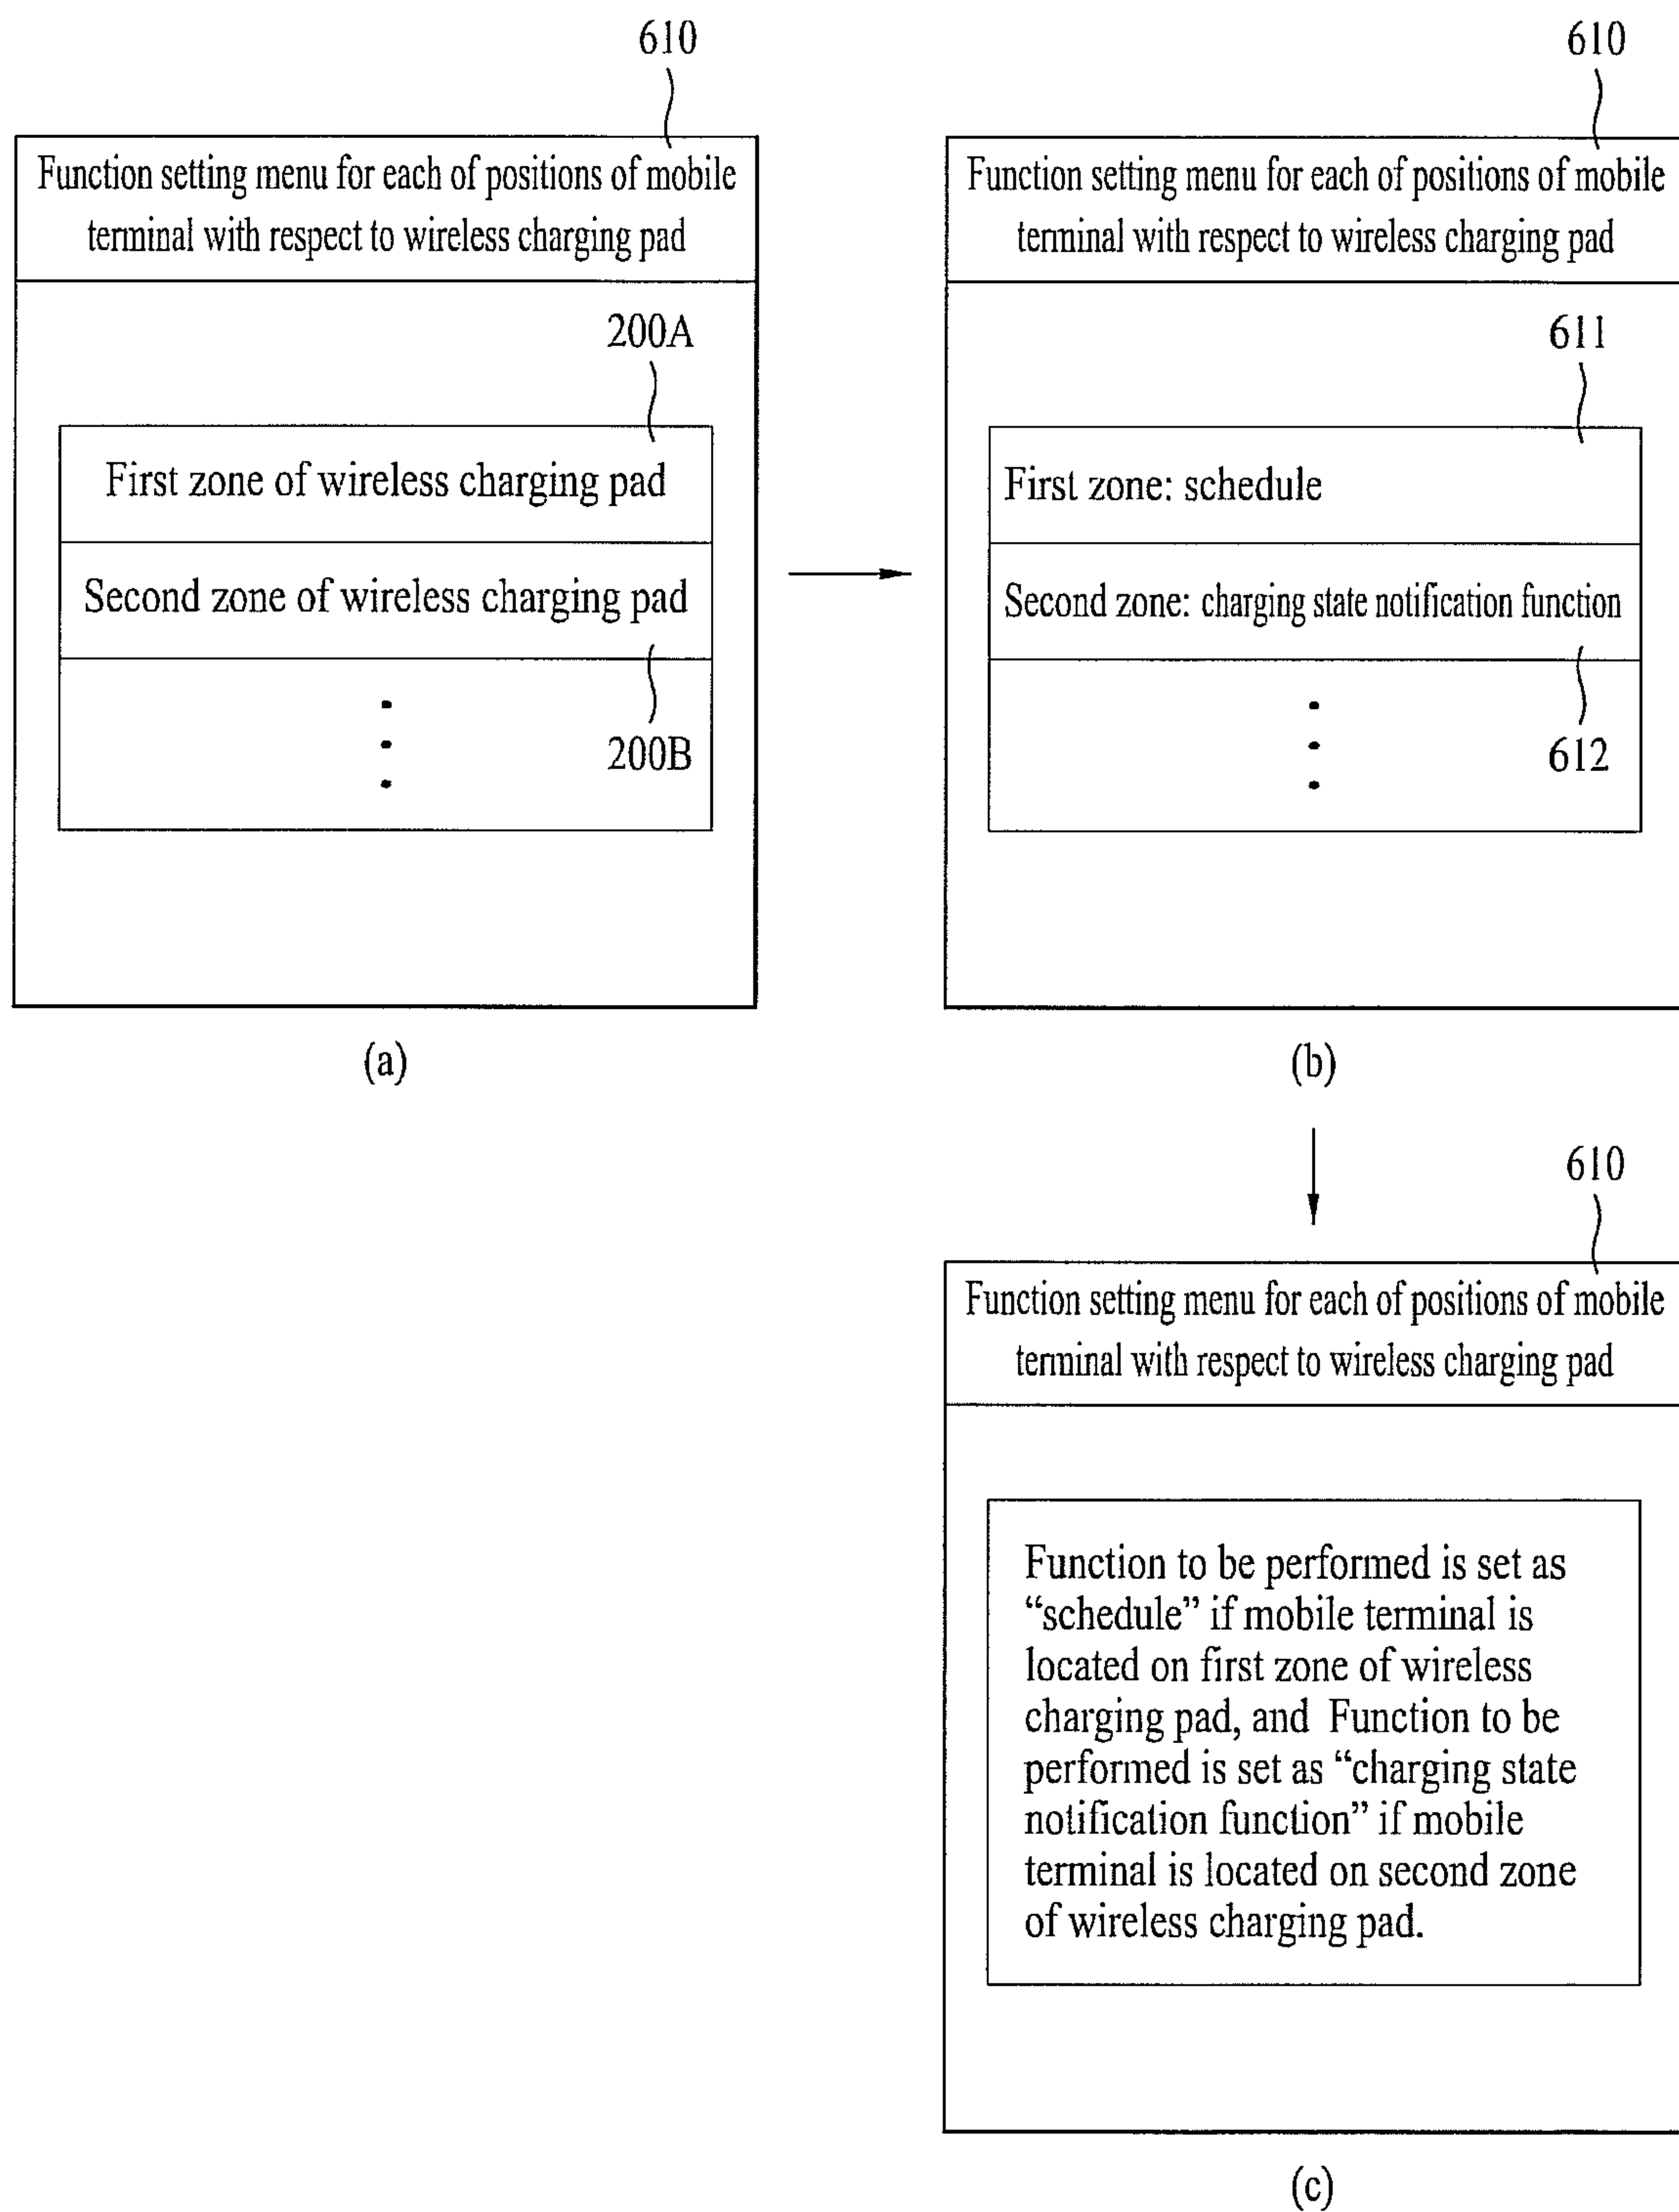 610
Function setting menu for each of positions of mobile
terminal with respect to wireless charging pad
200A
First zone of wireless charging pad
Second zone of wireless charging pad
200B
(a)
610
Function setting menu for each of positions of mobile
terminal with respect to wireless charging pad
611
First zone: schedule
Second zone: charging state notification function
612
(b)
610
Function setting menu for each of positions of mobile
terminal with respect to wireless charging pad
Function to be performed is set as
“schedule” if mobile terminal is
located on first zone of wireless
charging pad, and Function to be
performed is set as “charging state
notification function” if mobile
terminal is located on second zone
of wireless charging pad.
(c)